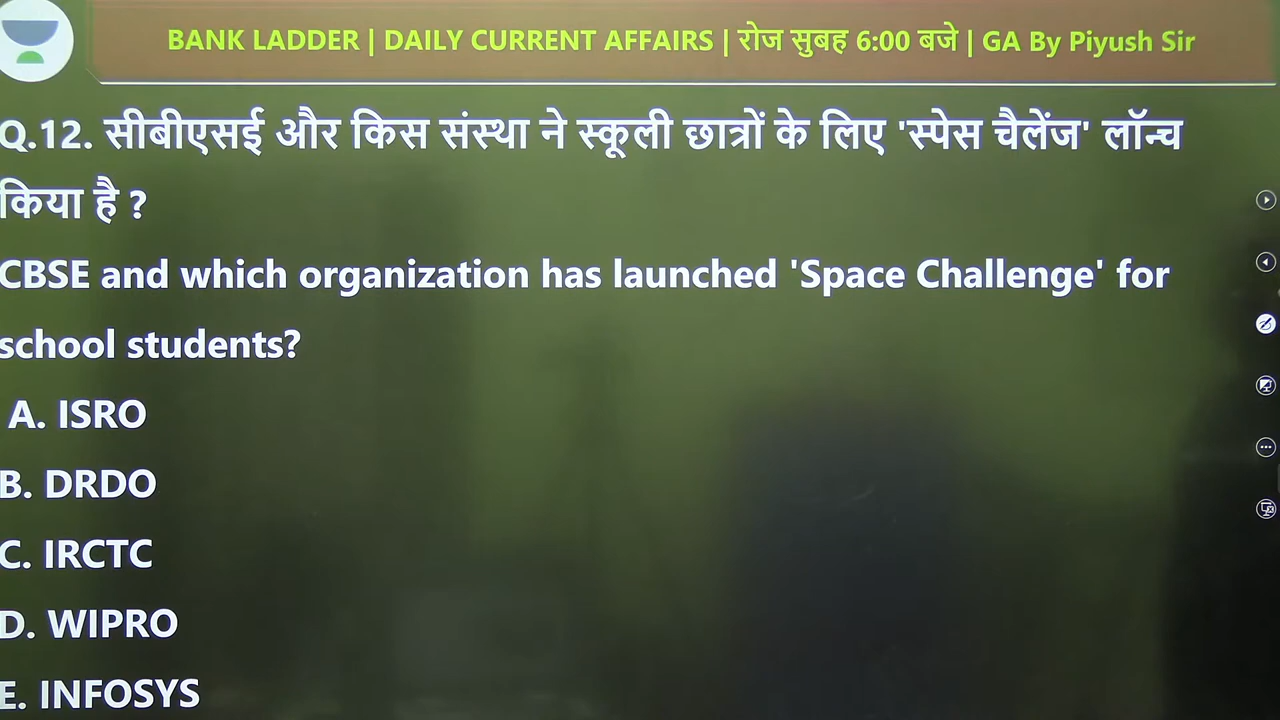 BANK LADDER | DAILY CURRENT AFFAIRS | रोज सुबह 6:00 बजे | GA By Piyush Sir
Q.12. सीबीएसई और किस संस्था ने स्कूली छात्रों के लिए 'स्पेस चैलेंज' लॉन्च
किया है ?
CBSE and which organization has launched 'Space Challenge' for
school students?
A. ISRO
B. DRDO
C. IRCTC
D. WIPRO
E. INFOSYS